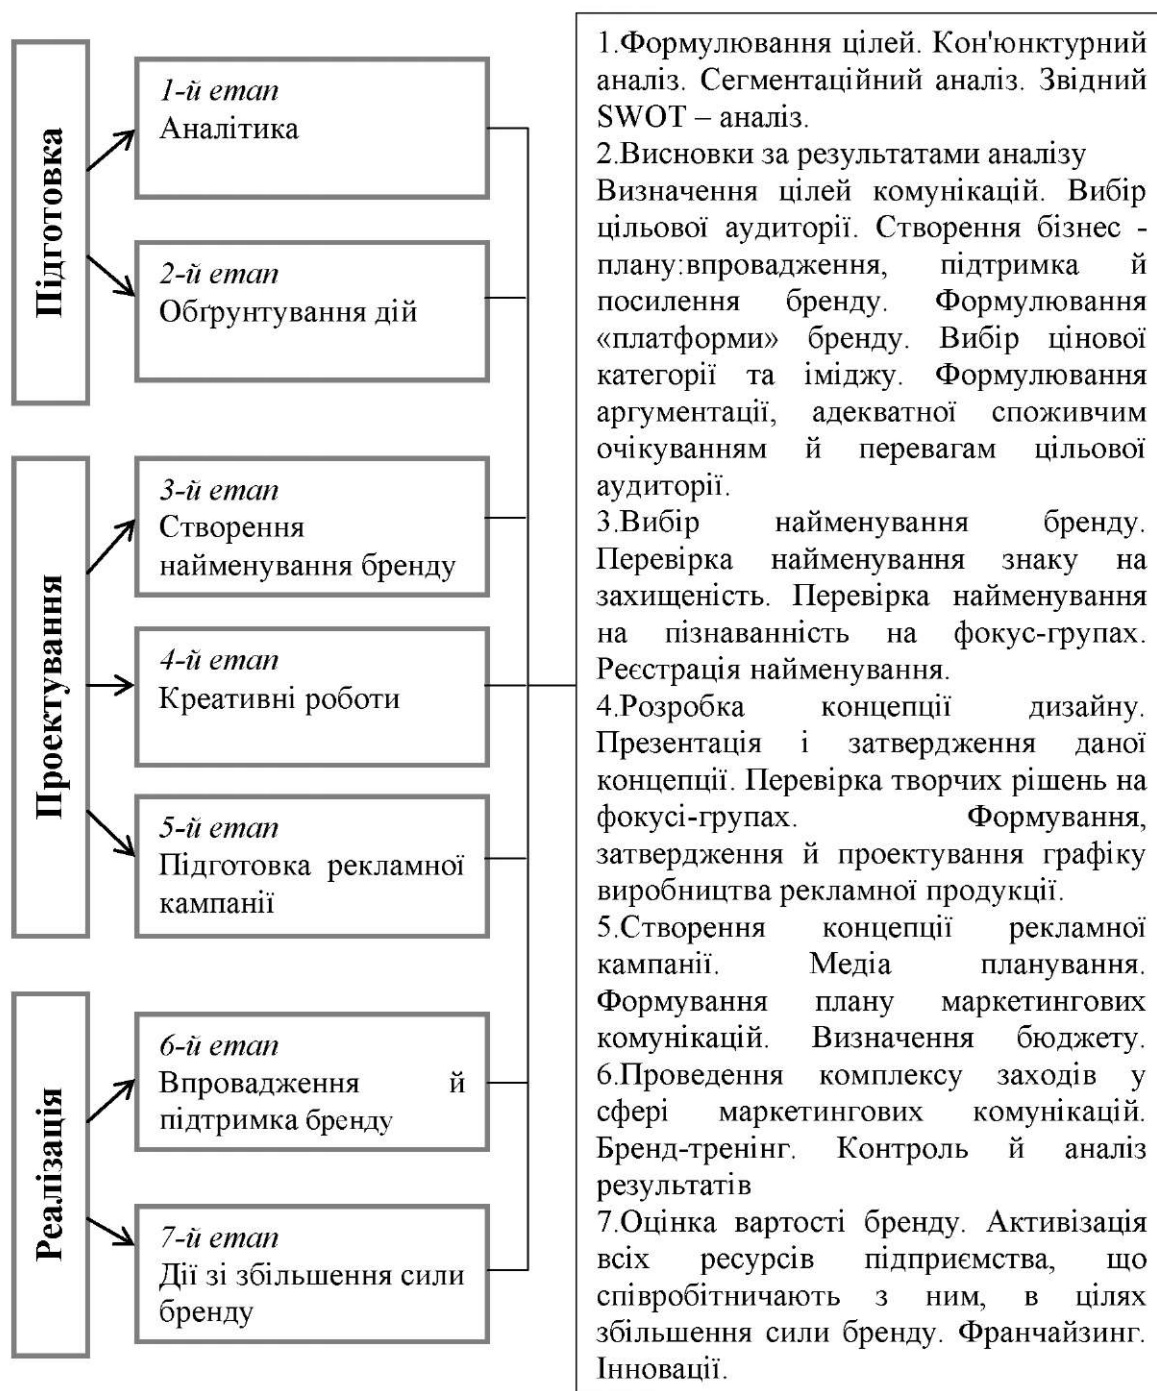 Підготовка
1-й етап
Аналітика
2-й етап
Обґрунтування дій
Проектування
3-й етап
Створення
найменування бренду
4-й етап
Креативні роботи
5-й етап
Підготовка рекламної
кампанії
Реалізація
6-й етап
Впровадження й
підтримка бренду
7-й етап
Дії зі збільшення сили
бренду
1.Формулювання цілей. Кон'юнктурний
аналіз. Сегментаційний аналіз. Звідний
SWOT – аналіз.
2.Висновки за результатами аналізу
Визначення цілей комунікацій. Вибір
цільової аудиторії. Створення бізнес -
плану:впровадження, підтримка й
посилення бренду. Формулювання
«платформи» бренду. Вибір цінової
категорії та іміджу. Формулювання
аргументації, адекватної споживчим
очікуванням й перевагам цільової
аудиторії.
3.Вибір найменування бренду.
Перевірка найменування знаку на
захищеність. Перевірка найменування
на пізнаванність на фокус-групах.
Реєстрація найменування.
4.Розробка концепції дизайну.
Презентація і затвердження даної
концепції. Перевірка творчих рішень на
фокусі-групах. Формування,
затвердження й проектування графіку
виробництва рекламної продукції.
5.Створення концепції рекламної
кампанії. Медіа планування.
Формування плану маркетингових
комунікацій. Визначення бюджету.
6.Проведення комплексу заходів у
сфері маркетингових комунікацій.
Бренд-тренінг. Контроль й аналіз
результатів
7.Оцінка вартості бренду. Активізація
всіх ресурсів підприємства, що
співробітничають з ним, в цілях
збільшення сили бренду. Франчайзинг.
Інновації.